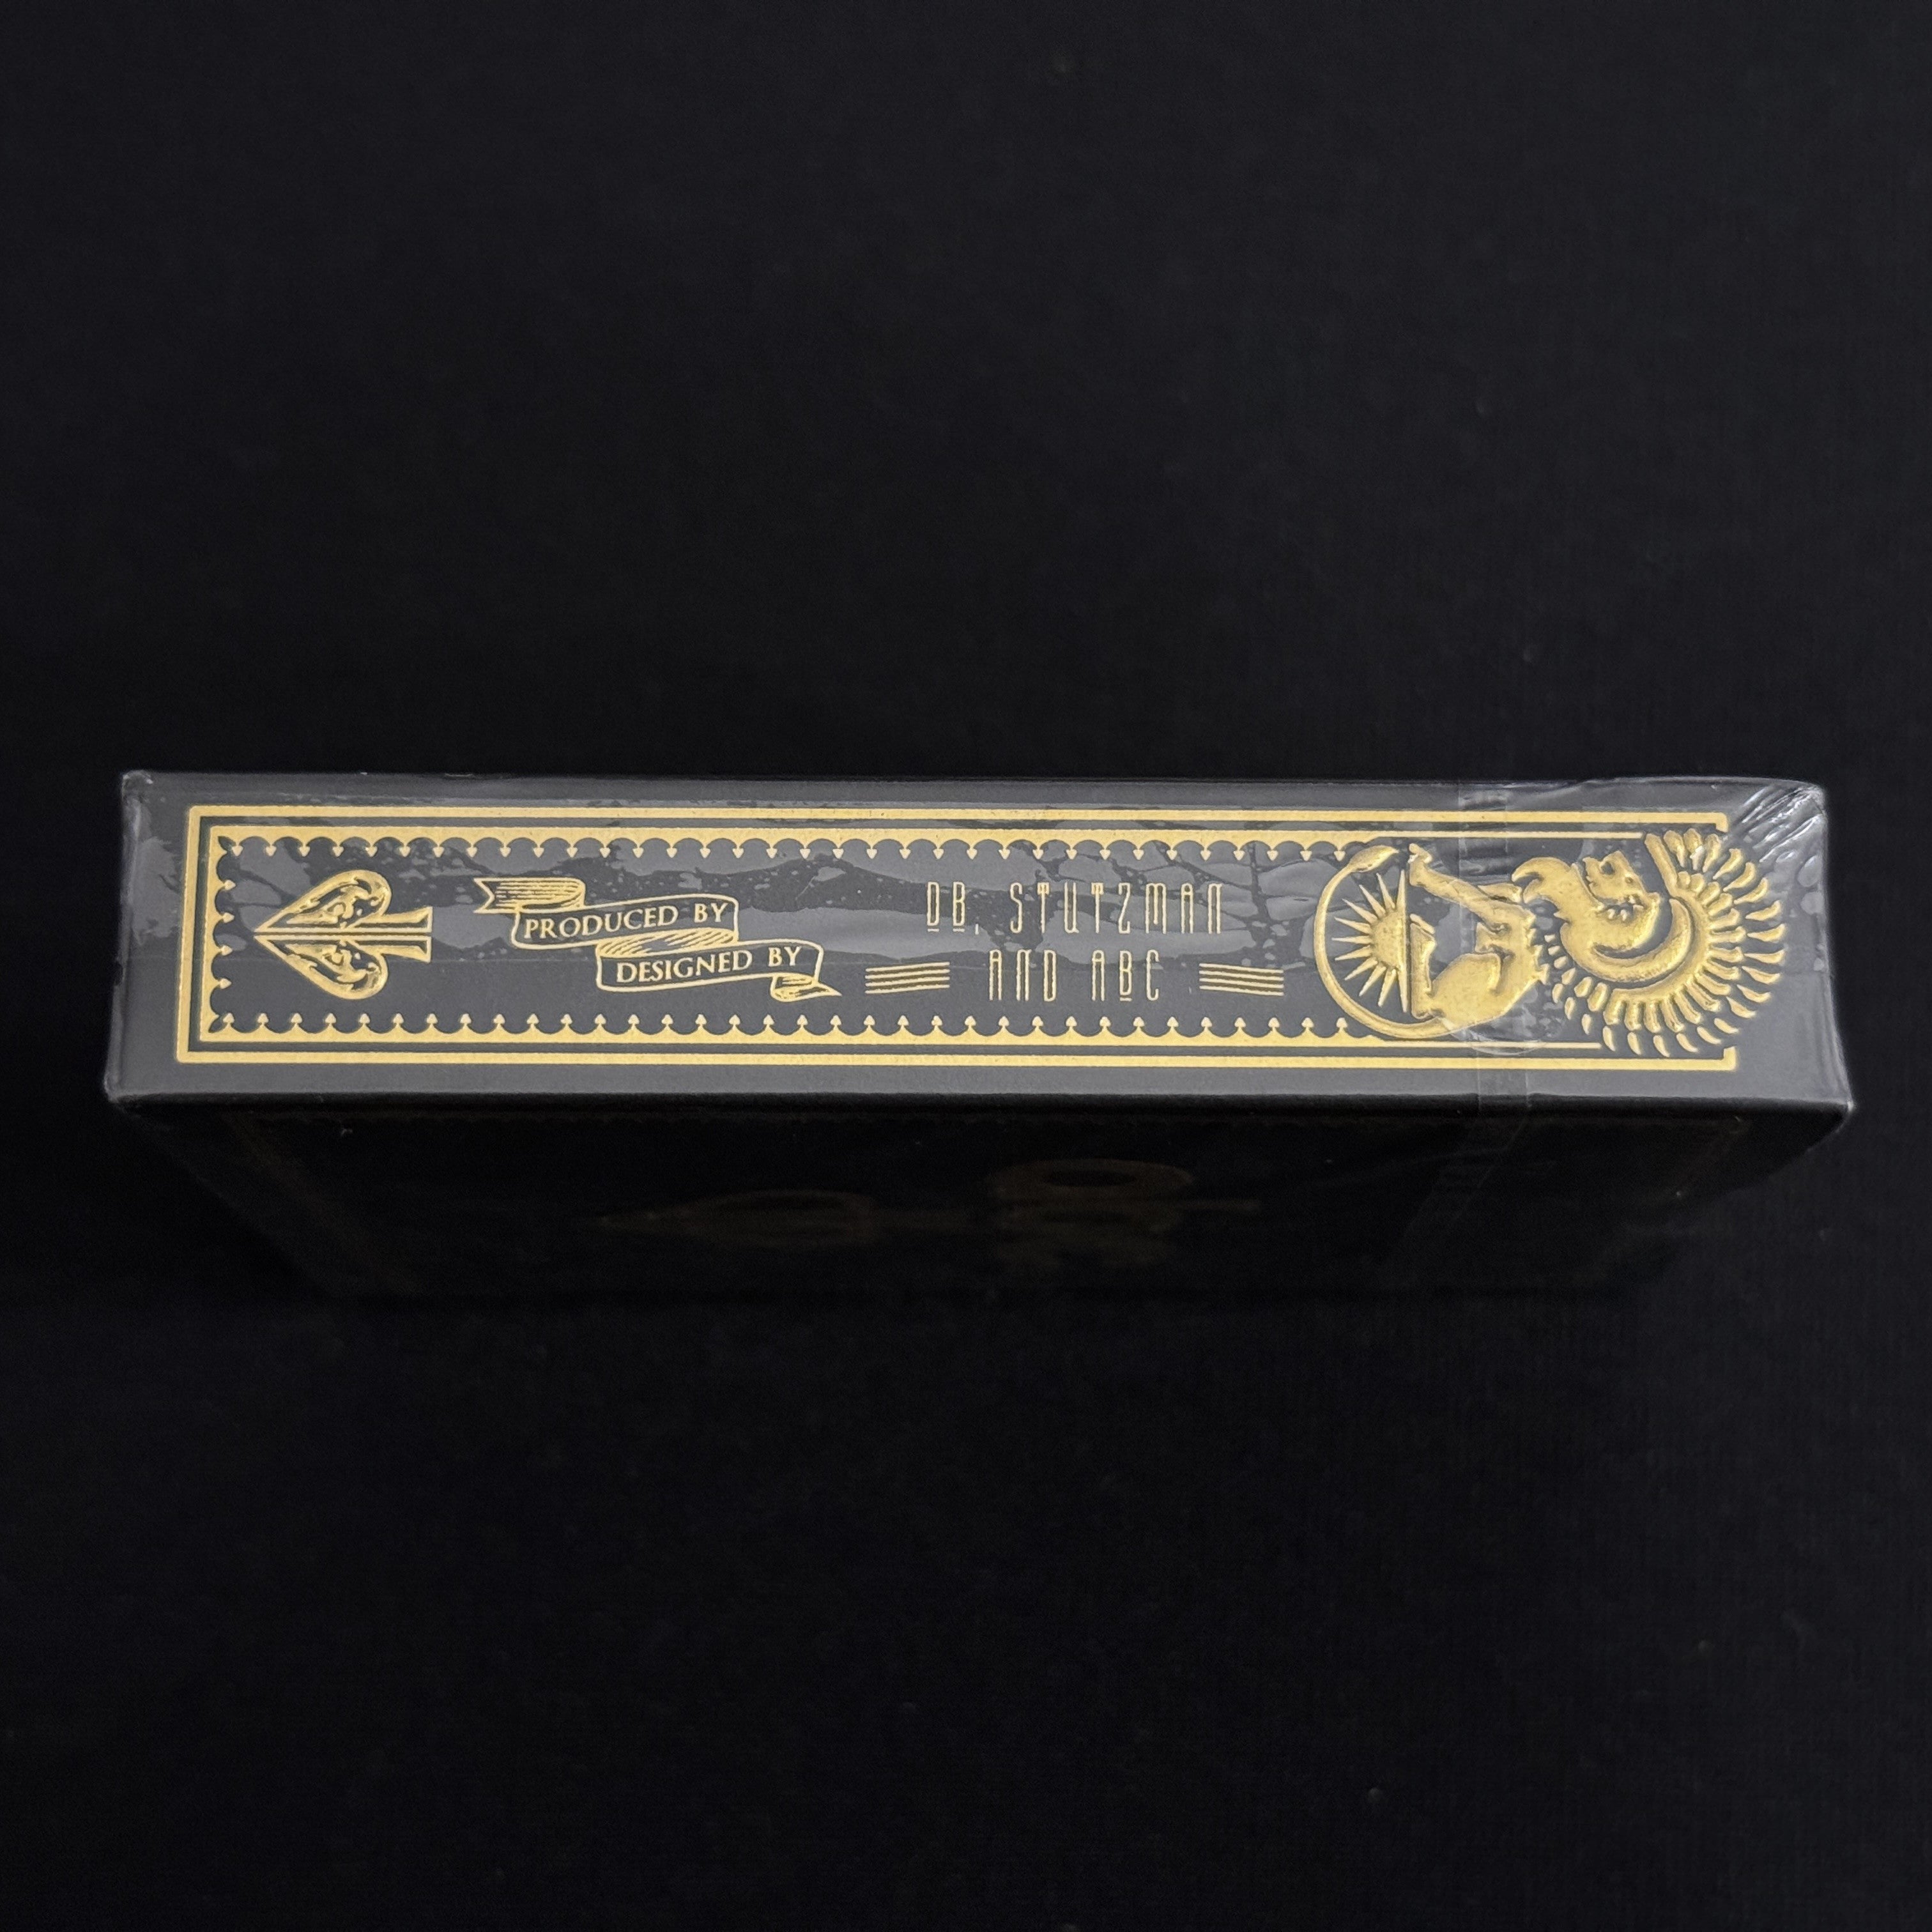 PRODUCED BY
DESIGNED BY
DB. STUTZMAN
AND ABC